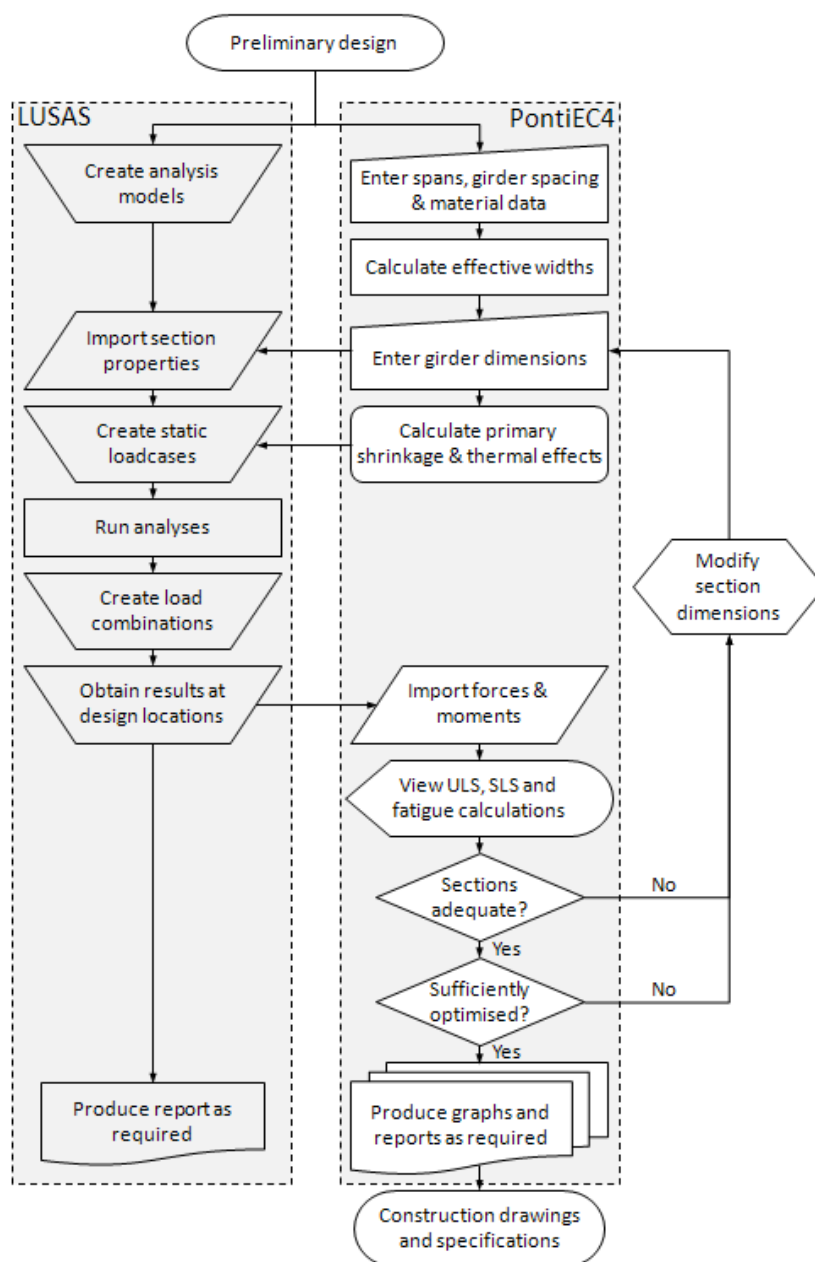 Preliminary design
LUSAS
PontiEC4
Create analysis
models
Enter spans, girder spacing
& material data
Calculate effective widths
Import section
properties
Enter girder dimensions
Create static
loadcases
Calculate primary
shrinkage & thermal effects
Run analyses
Modify
section
dimensions
Create load
combinations
Obtain results at
design locations
Import forces &
moments
View ULS, SLS and
fatigue calculations
Sections
adequate?
No
Yes
Sufficiently
optimised?
No
Yes
Produce report as
required
Produce graphs and
reports as required
Construction drawings
and specifications